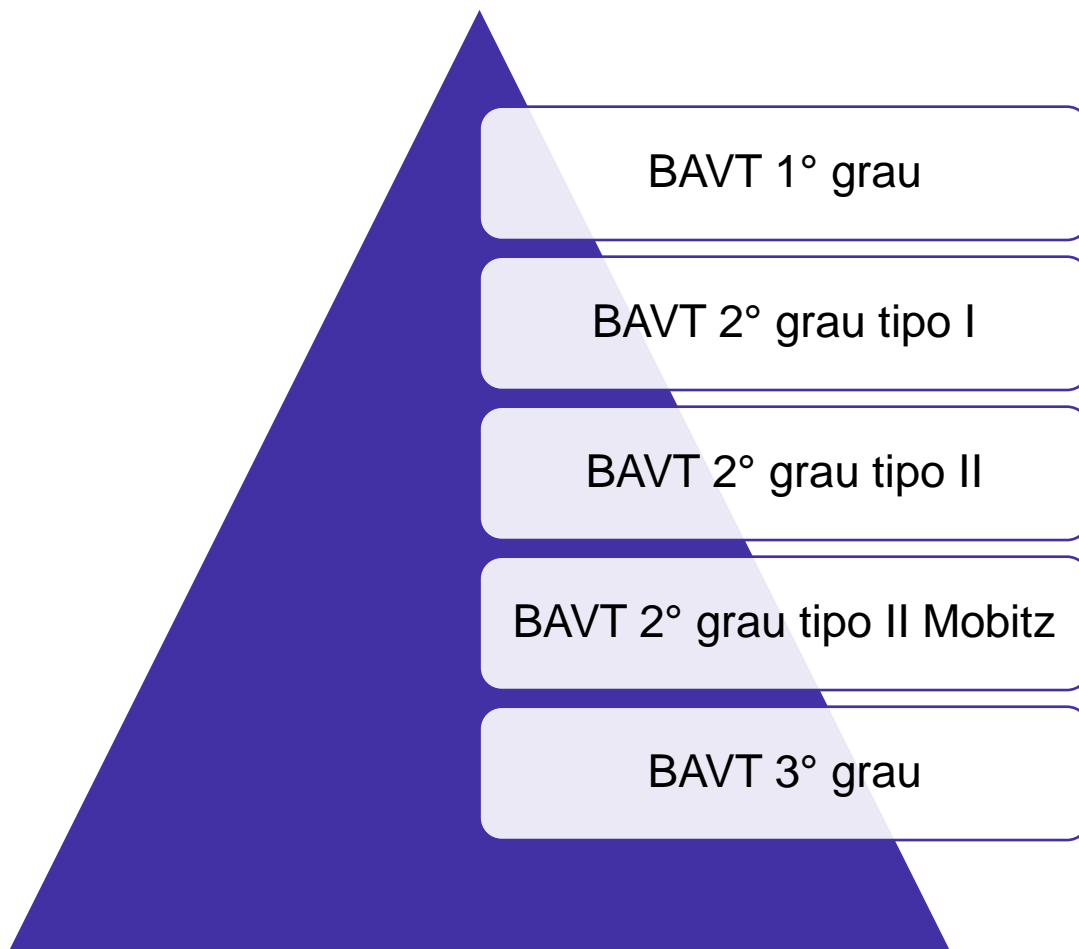 BAVT 1° grau
BAVT 2° grau tipo I
BAVT 2° grau tipo II
BAVT 2° grau tipo II Mobitz
BAVT 3° grau